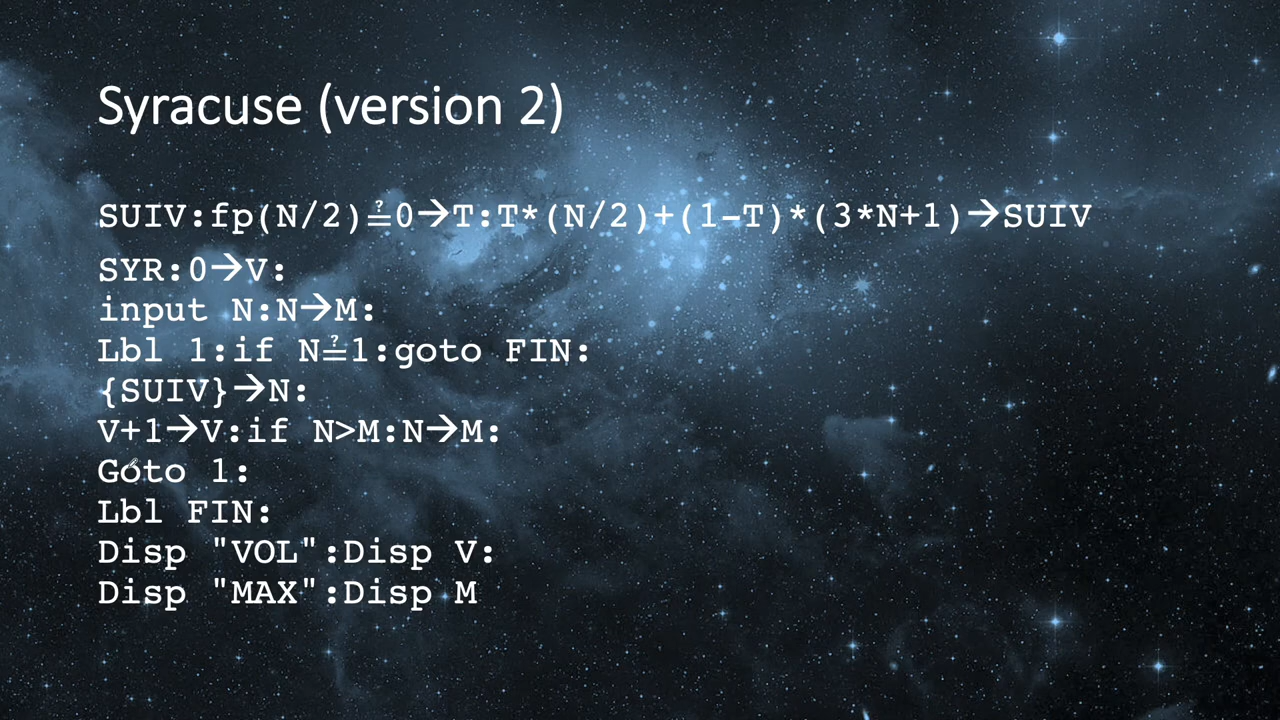 Syracuse (version 2)
SUIV:fp(N/2)≟0→T:T*(N/2)+(1-T)*(3*N+1)→SUIV
SYR:0→V:
input N:N→M:
Lbl 1:if N≟1:goto FIN:
{SUIV}→N:
V+1→V:if N>M:N→M:
Goto 1:
Lbl FIN:
Disp "VOL":Disp V:
Disp "MAX":Disp M